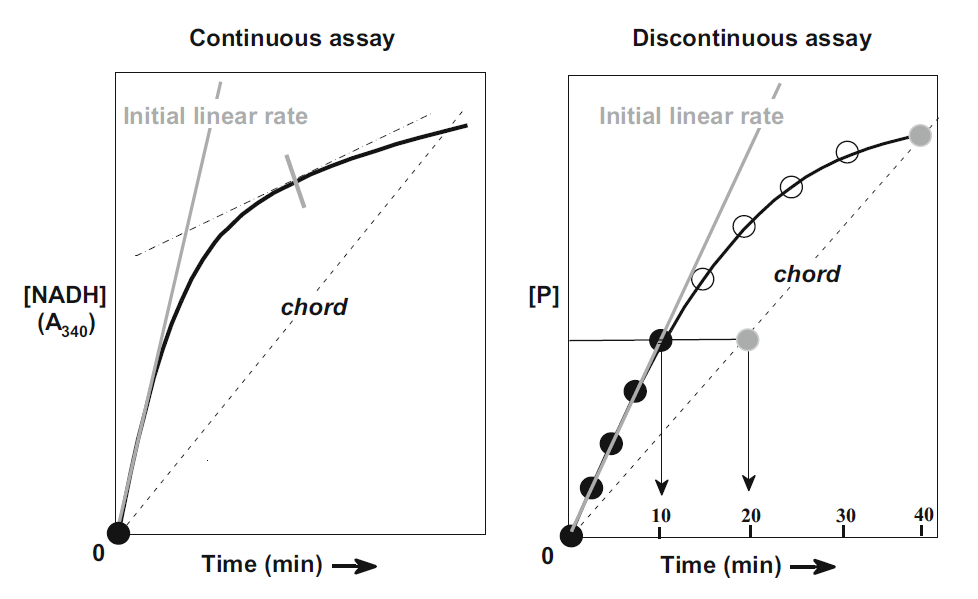 Continuous assay
Initial linear rate
[NADH]
(A340)
chord
0
Time (min)
Discontinuous assay
Initial linear rate
[P]
chord
10 20 30 40
0
Time (min)